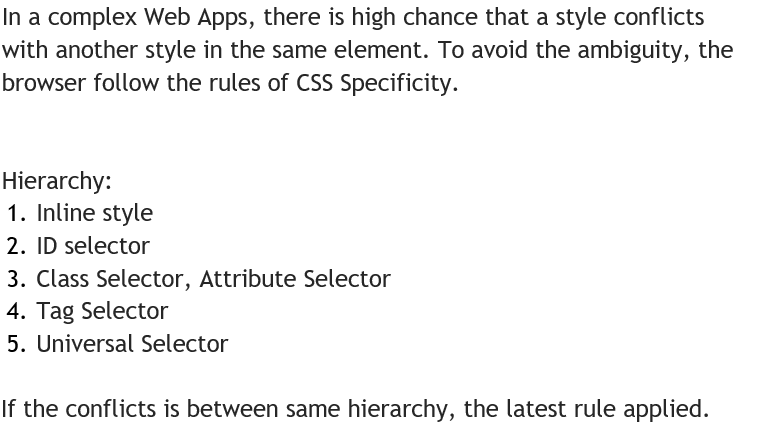 In a complex Web Apps, there is high chance that a style conflicts
with another style in the same element. To avoid the ambiguity, the
browser follow the rules of CSS Specificity.
Hierarchy:
1. Inline style
2. ID selector
3. Class Selector, Attribute Selector
4. Tag Selector
5. Universal Selector
If the conflicts is between same hierarchy, the latest rule applied.